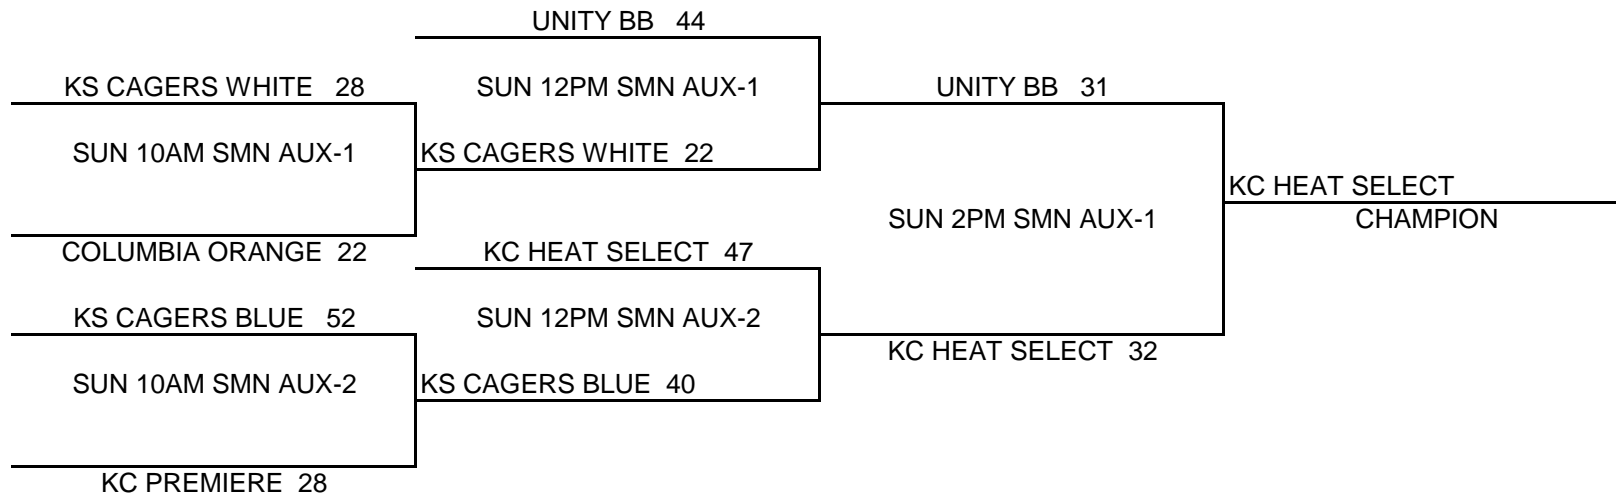 UNITY BB 44
KS CAGERS WHITE 28
SUN 12PM SMN AUX-1
UNITY BB 31
SUN 10AM SMN AUX-1
KS CAGERS WHITE 22
KC HEAT SELECT
SUN 2PM SMN AUX-1
CHAMPION
COLUMBIA ORANGE 22
KC HEAT SELECT 47
KS CAGERS BLUE 52
SUN 12PM SMN AUX-2
KC HEAT SELECT 32
SUN 10AM SMN AUX-2
KS CAGERS BLUE 40
KC PREMIERE 28